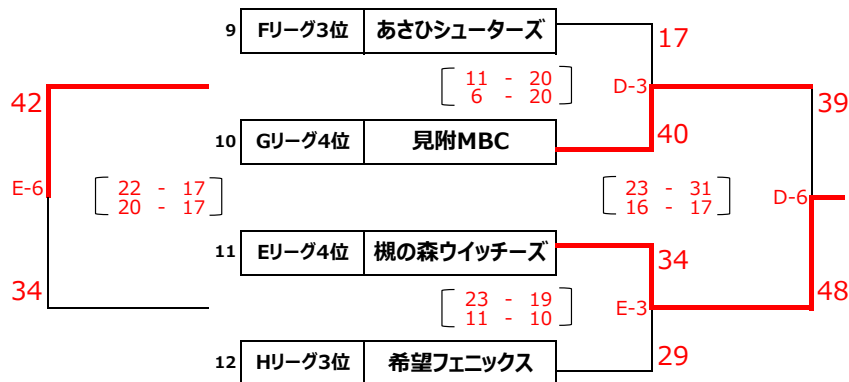 9 Fリーグ3位 あさひシューターズ 17
11 - 20
6 - 20
D-3
42
39
10 Gリーグ4位 見附MBC 40
E-6
22 - 17
20 - 17
23 - 31
16 - 17
D-6
11 Eリーグ4位 槻の森ウイッチーズ 34
34
48
23 - 19
11 - 10
E-3
12 Hリーグ3位 希望フェニックス 29